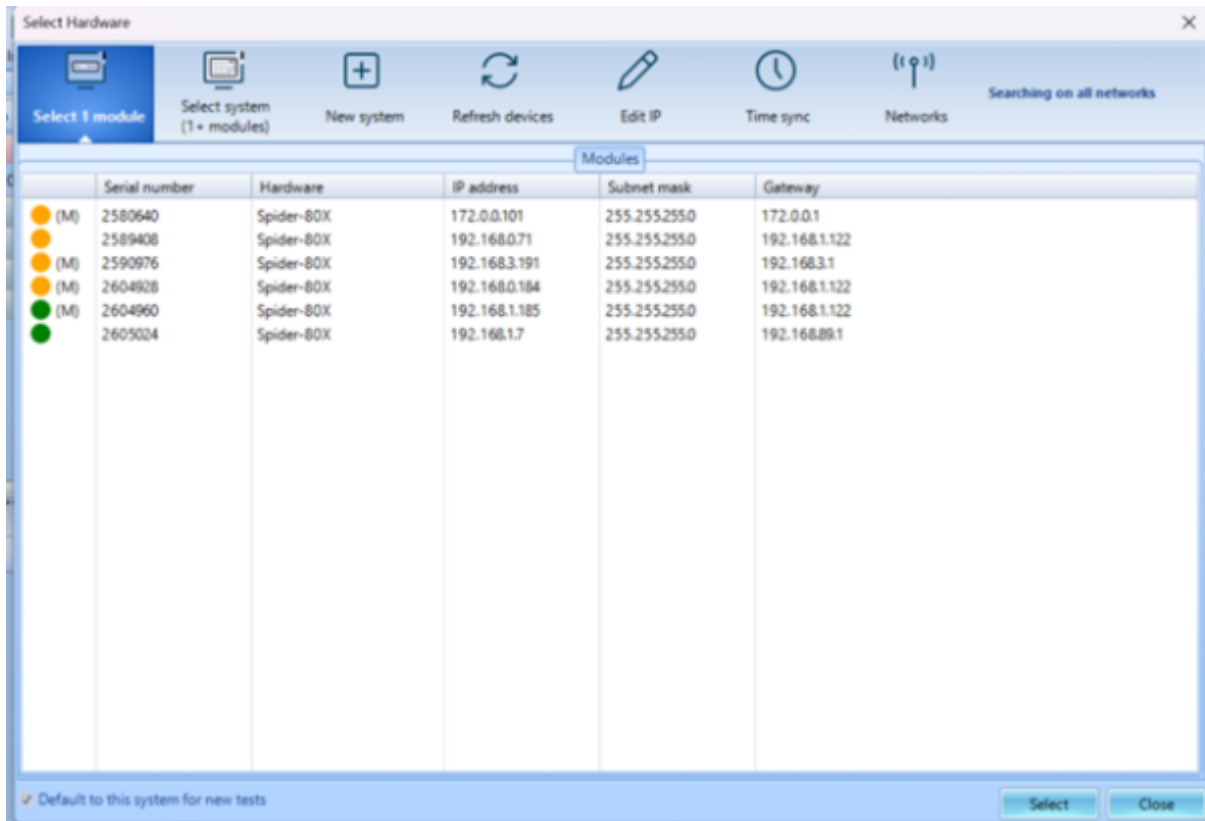 Select Hardware
Select 1 module
Select system
(1+ modules)
New system
Refresh devices
Edit IP
Time sync
Networks
Searching on all networks
Modules
Serial number Hardware IP address Subnet mask Gateway
(M) 2580640 Spider-80X 172.0.0.101 255.255.255.0 172.0.0.1
2589408 Spider-80X 192.168.0.71 255.255.255.0 192.168.1.122
(M) 2590976 Spider-80X 192.168.3.191 255.255.255.0 192.168.3.1
(M) 2604928 Spider-80X 192.168.0.184 255.255.255.0 192.168.1.122
(M) 2604960 Spider-80X 192.168.1.185 255.255.255.0 192.168.1.122
2605024 Spider-80X 192.168.1.7 255.255.255.0 192.168.89.1
Default to this system for new tests
Select
Close